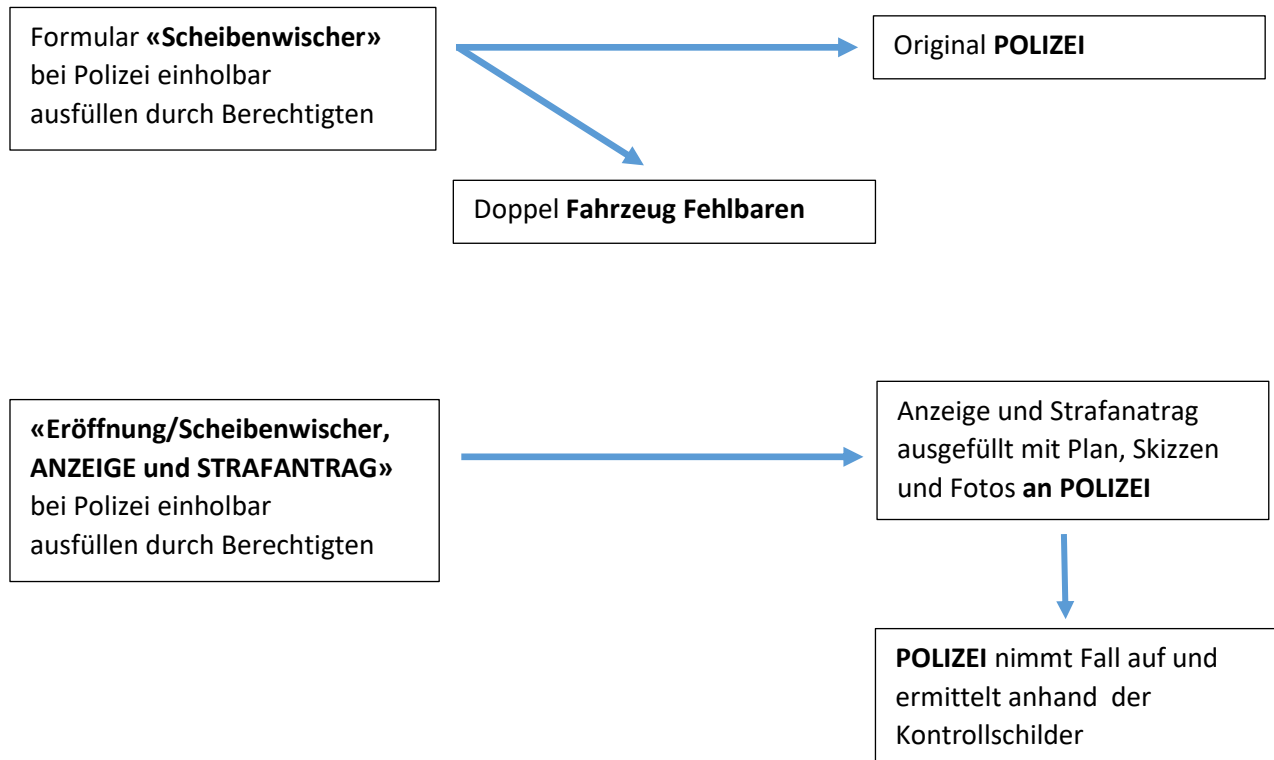 Formular «Scheibenwischer»
bei Polizei einholbar
ausfüllen durch Berechtigten
Original POLIZEI
Doppel Fahrzeug Fehlbaren
«Eröffnung/Scheibenwischer,
ANZEIGE und STRAFANTRAG»
bei Polizei einholbar
ausfüllen durch Berechtigten
Anzeige und Strafanatrag
ausgefüllt mit Plan, Skizzen
und Fotos an POLIZEI
POLIZEI nimmt Fall auf und
ermittelt anhand der
Kontrollschilder